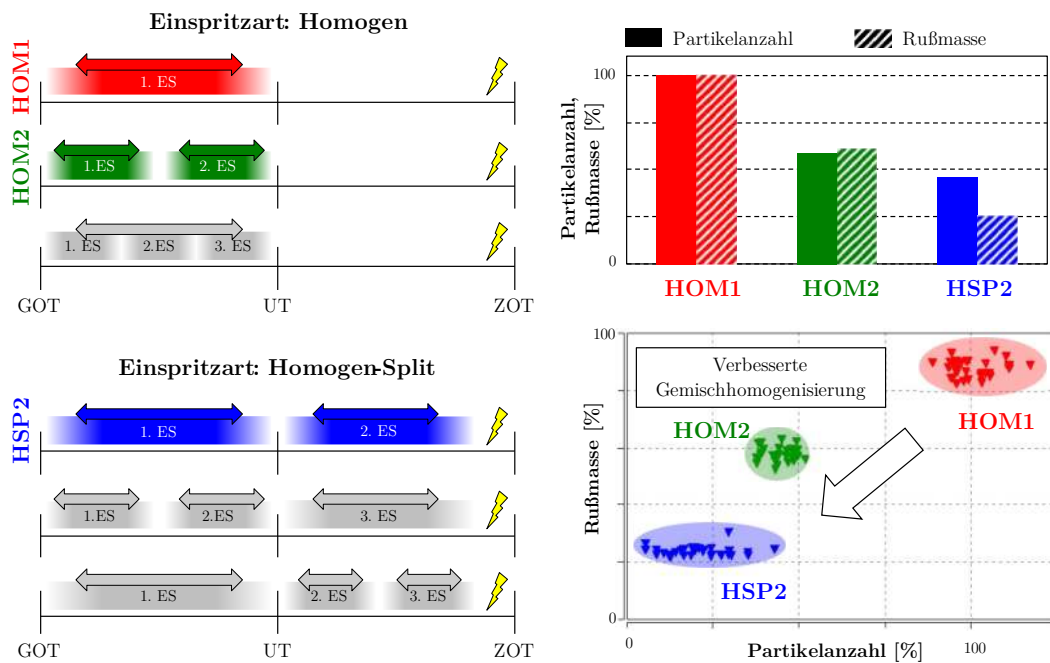 Einspritzart: Homogen
HOM1
1. ES
HOM2
1.ES
2. ES
1. ES
2.ES
3. ES
GOT
UT
ZOT
Einspritzart: Homogen-Split
HSP2
1. ES
2. ES
1.ES
2.ES
3. ES
1. ES
2. ES
3. ES
GOT
UT
ZOT
Partikelanzahl
Rußmasse
Partikelanzahl,
Rußmasse [%]
100
0
HOM1
HOM2
HSP2
100
Verbesserte
Gemischhomogenisierung
HOM2
HOM1
HSP2
Rußmasse [%]
0
0
100
Partikelanzahl [%]